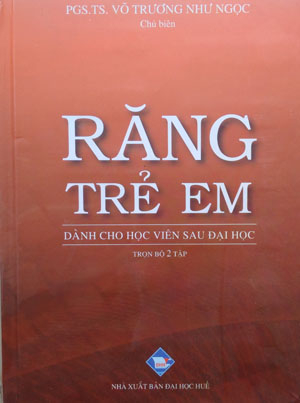 PGS.TS. VÕ TRƯƠNG NHƯ NGỌC
Chủ biên
RĂNG
TRẺ EM
DÀNH CHO HỌC VIÊN SAU ĐẠI HỌC
TRỌN BỘ 2 TẬP
NHÀ XUẤT BẢN ĐẠI HỌC HUẾ